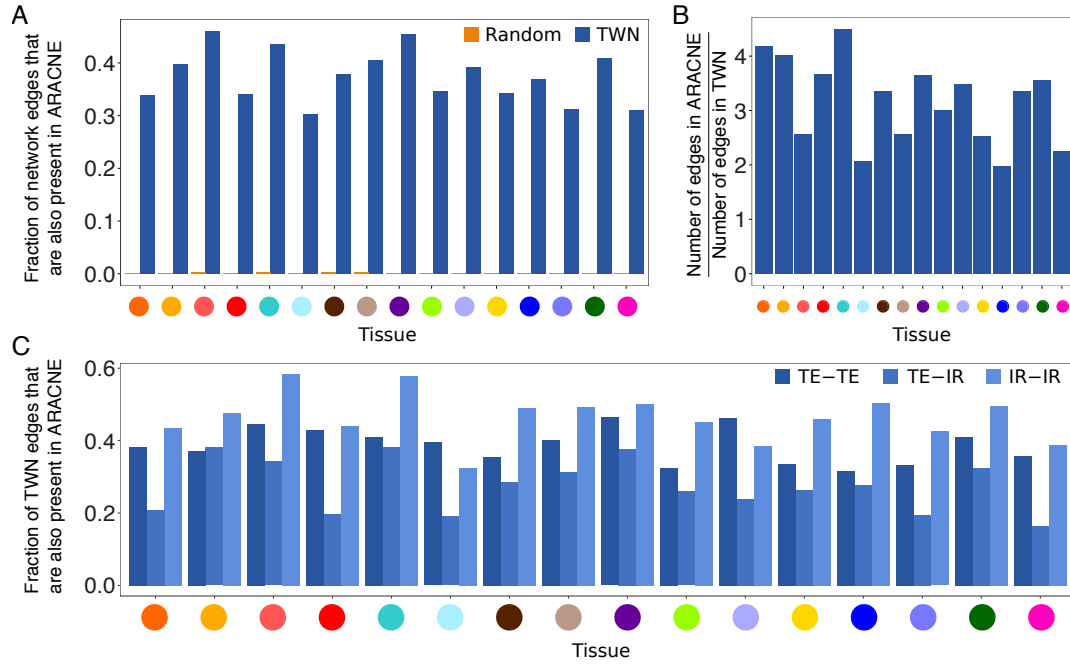 A
Fraction of network edges that
are also present in ARACNE
0.4
0.3
0.2
0.1
0.0
Random TWN
Tissue
B
Number of edges in ARACNE
Number of edges in TWN
4
3
2
1
0
Tissue
C
Fraction of TWN edges that
are also present in ARACNE
0.6
0.4
0.2
0.0
TE−TE TE−IR IR−IR
Tissue